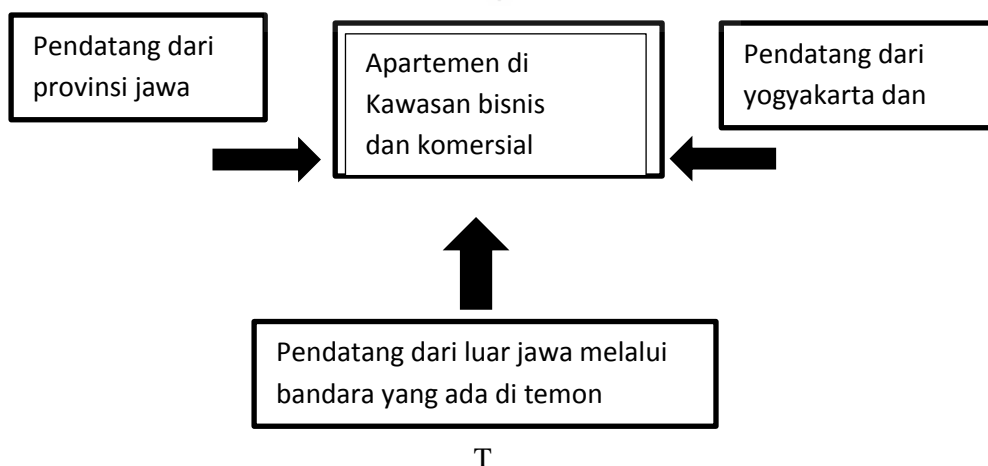 Pendatang dari
provinsi jawa
Apartemen di
Kawasan bisnis
dan komersial
Pendatang dari
yogyakarta dan
Pendatang dari luar jawa melalui
bandara yang ada di temon
T